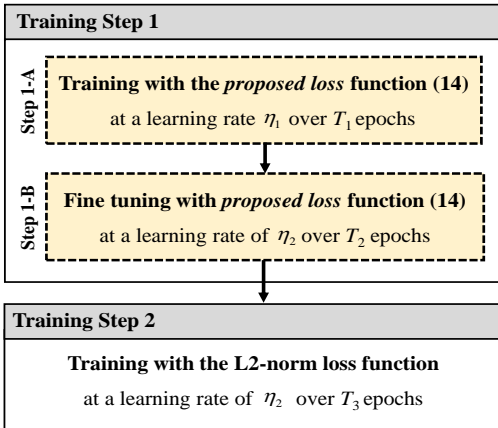 Training Step 1
Step 1-A
Training with the proposed loss function (14)
at a learning rate η₁ over T₁ epochs
Step 1-B
Fine tuning with proposed loss function (14)
at a learning rate of η₂ over T₂ epochs
Training Step 2
Training with the L2-norm loss function
at a learning rate of η₂ over T₃ epochs